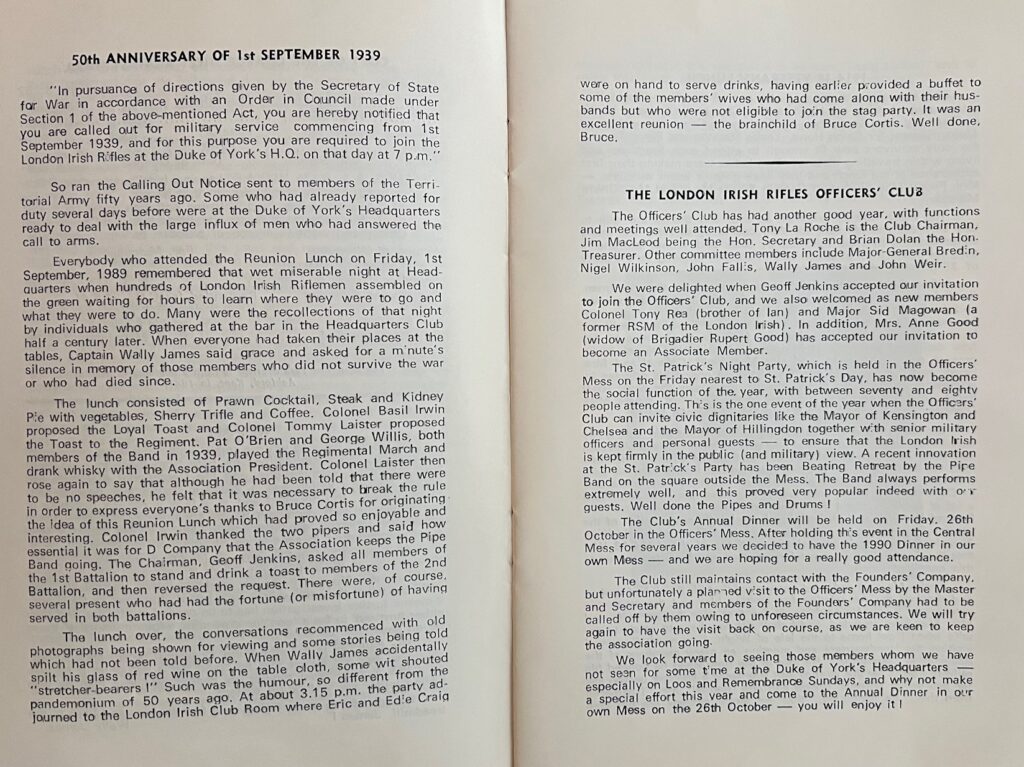 50th ANNIVERSARY OF 1st SEPTEMBER 1939
"In pursuance of directions given by the Secretary of State
for War in accordance with an Order in Council made under
Section 1 of the above-mentioned Act, you are hereby notified that
you are called out for military service commencing from 1st
September 1939, and for this purpose you are required to join the
London Irish Rifles at the Duke of York's H.Q. on that day at 7 p.m."
So ran the Calling Out Notice sent to members of the Terri-
torial Army fifty years ago. Some who had already reported for
duty several days before were at the Duke of York's Headquarters
ready to deal with the large influx of men who had answered the
call to arms.
Everybody who attended the Reunion Lunch on Friday, 1st
September, 1989 remembered that wet miserable night at Head-
quarters when hundreds of London Irish Riflemen assembled on
the green waiting for hours to learn where they were to go and
what they were to do. Many were the recollections of that night
by individuals who gathered at the bar in the Headquarters Club
half a century later. When everyone had taken their places at the
tables, Captain Wally James said grace and asked for a minute's
silence in memory of those members who did not survive the war
or who had died since.
The lunch consisted of Prawn Cocktail, Steak and Kidney
Pie with vegetables, Sherry Trifle and Coffee. Colonel Basil Irwin
proposed the Loyal Toast and Colonel Tommy Laister proposed
the Toast to the Regiment. Pat O'Brien and George Willis, both
members of the Band in 1939, played the Regimental March and
drank whisky with the Association President. Colonel Laister then
rose again to say that although he had been told that there were
to be no speeches, he felt that it was necessary to break the rule
in order to express everyone's thanks to Bruce Cortis for originating
the idea of this Reunion Lunch which had proved so enjoyable and
interesting. Colonel Irwin thanked the two pipers and said how
essential it was for D Company that the Association keeps the Pipe
Band going. The Chairman, Geoff Jenkins, asked all members of
the 1st Battalion to stand and drink a toast to members of the 2nd
Battalion, and then reversed the request. There were, of course,
several present who had had the fortune (or misfortune) of having
served in both battalions.
The lunch over, the conversations recommenced with old
photographs being shown for viewing and some stories being told
which had not been told before. When Wally James accidentally
spilt his glass of red wine on the table cloth, some wit shouted
"stretcher-bearers !" Such was the humour, so different from the
pandemonium of 50 years ago. At about 3.15 p.m. the party ad-
journed to the London Irish Club Room where Eric and Edie Craig
were on hand to serve drinks, having earlier provided a buffet to
some of the members' wives who had come along with their hus-
bands but who were not eligible to join the stag party. It was an
excellent reunion — the brainchild of Bruce Cortis. Well done,
Bruce.
THE LONDON IRISH RIFLES OFFICERS' CLUB
The Officers' Club has had another good year, with functions
and meetings well attended. Tony La Roche is the Club Chairman,
Jim MacLeod being the Hon. Secretary and Brian Dolan the Hon.
Treasurer. Other committee members include Major-General Bredin,
Nigel Wilkinson, John Fallis, Wally James and John Weir.
We were delighted when Geoff Jenkins accepted our invitation
to join the Officers' Club, and we also welcomed as new members
Colonel Tony Rea (brother of Ian) and Major Sid Magowan (a
former RSM of the London Irish). In addition, Mrs. Anne Good
(widow of Brigadier Rupert Good) has accepted our invitation to
become an Associate Member.
The St. Patrick's Night Party, which is held in the Officers'
Mess on the Friday nearest to St. Patrick's Day, has now become
the social function of the year, with between seventy and eighty
people attending. This is the one event of the year when the Officers'
Club can invite civic dignitaries like the Mayor of Kensington and
Chelsea and the Mayor of Hillingdon together with senior military
officers and personal guests — to ensure that the London Irish
is kept firmly in the public (and military) view. A recent innovation
at the St. Patrick's Party has been Beating Retreat by the Pipe
Band on the square outside the Mess. The Band always performs
extremely well, and this proved very popular indeed with our
guests. Well done the Pipes and Drums !
The Club's Annual Dinner will be held on Friday, 26th
October in the Officers' Mess. After holding this event in the Central
Mess for several years we decided to have the 1990 Dinner in our
own Mess — and we are hoping for a really good attendance.
The Club still maintains contact with the Founders' Company,
but unfortunately a planned visit to the Officers' Mess by the Master
and Secretary and members of the Founders' Company had to be
called off by them owing to unforeseen circumstances. We will try
again to have the visit back on course, as we are keen to keep
the association going.
We look forward to seeing those members whom we have
not seen for some time at the Duke of York's Headquarters —
especially on Loos and Remembrance Sundays, and why not make
a special effort this year and come to the Annual Dinner in our
own Mess on the 26th October — you will enjoy it !